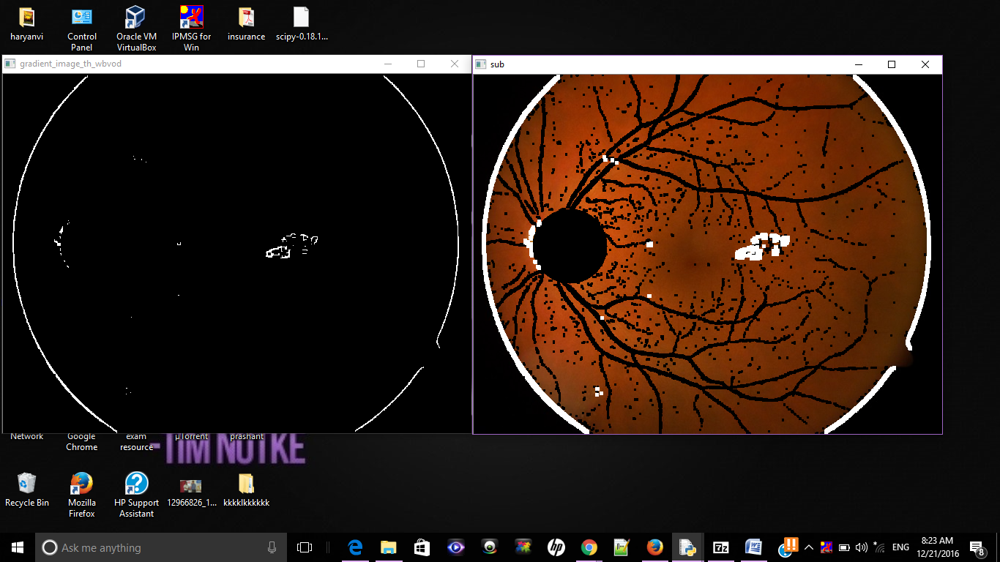 haryanvi
Control
Panel
Oracle VM
VirtualBox
IPMSG for
Win
insurance
scipy-0.18.1...
gradient_image_th_wbvod
sub
Network
Google
Chrome
exam
resource
µTorrent
prashant
-TIM NOTKE
Recycle Bin
Mozilla
Firefox
HP Support
Assistant
12966826_1...
kkkklkkkkkk
Ask me anything
ENG
8:23 AM
12/21/2016
8